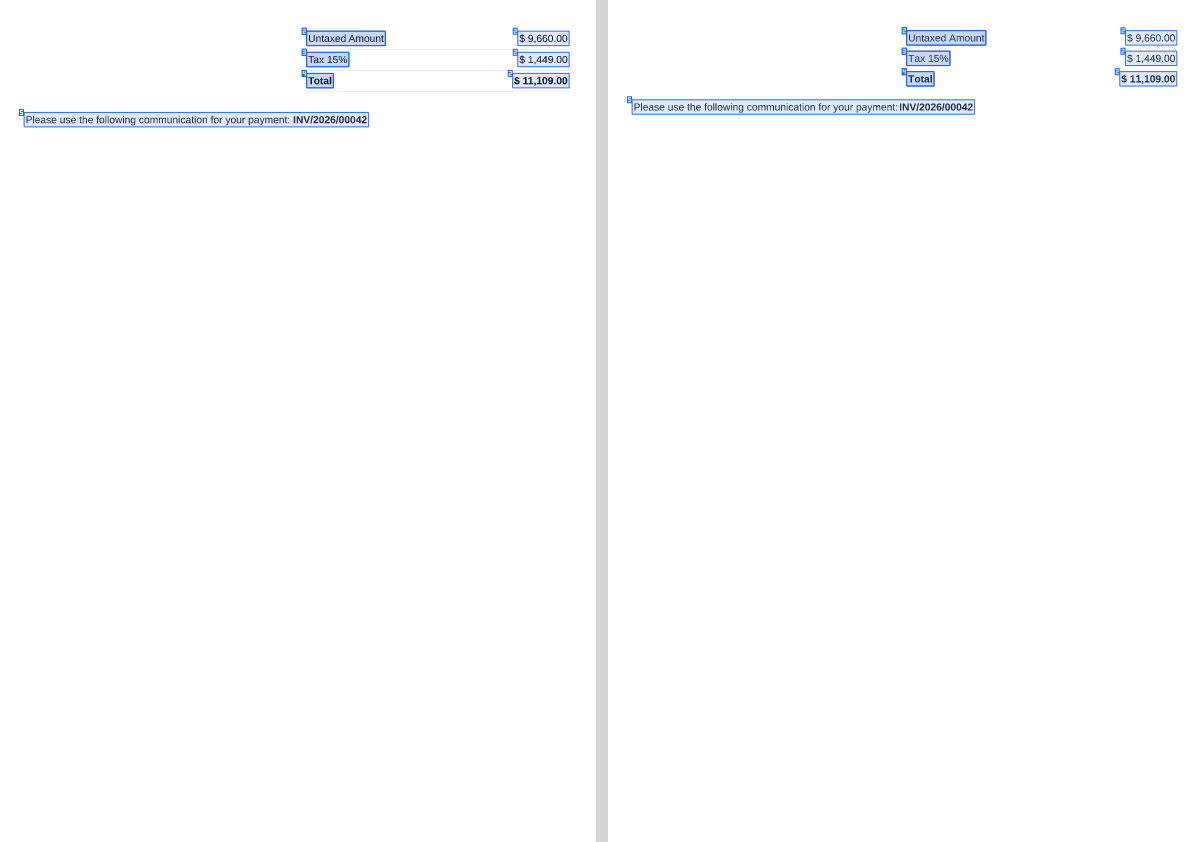 Untaxed Amount $ 9,660.00
Tax 15% $ 1,449.00
Total $ 11,109.00
Please use the following communication for your payment: INV/2026/00042
Untaxed Amount $ 9,660.00
Tax 15% $ 1,449.00
Total $ 11,109.00
Please use the following communication for your payment: INV/2026/00042